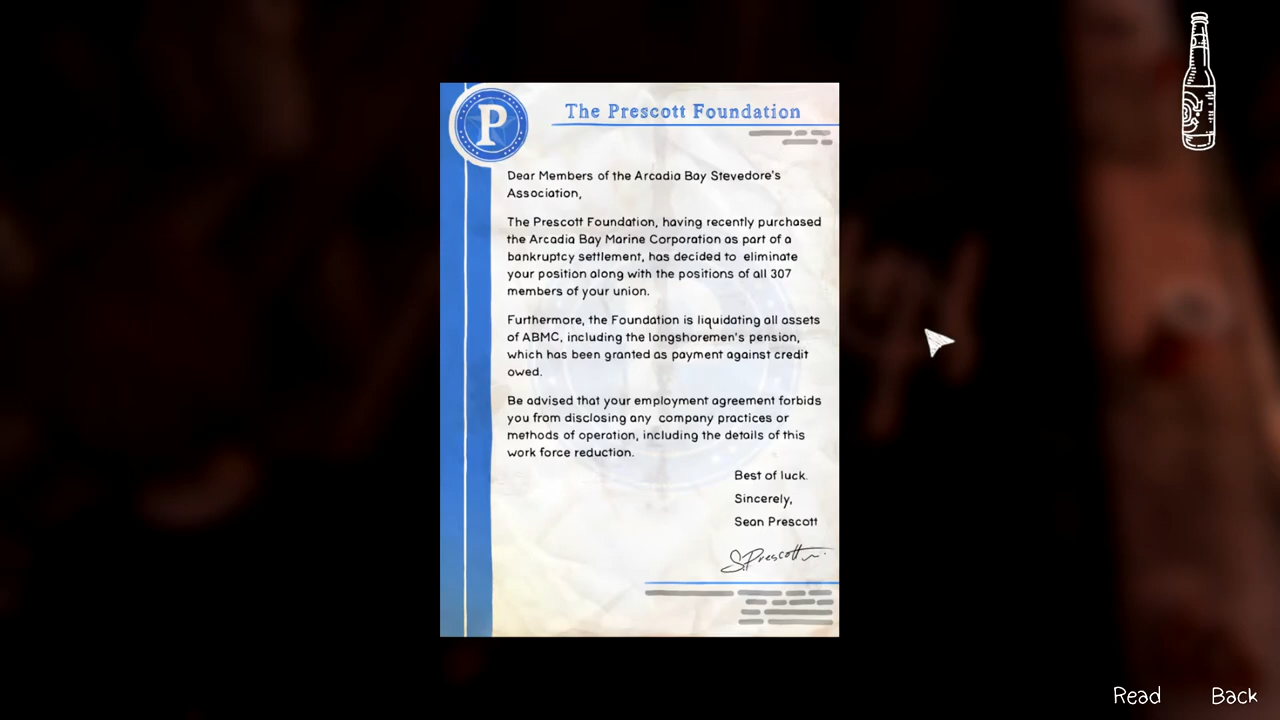 P
The Prescott Foundation
Dear Members of the Arcadia Bay Stevedore's
Association,
The Prescott Foundation, having recently purchased
the Arcadia Bay Marine Corporation as part of a
bankruptcy settlement, has decided to  eliminate
your position along with the positions of all 307
members of your union.
Furthermore, the Foundation is liquidating all assets
of ABMC, including the longshoremen's pension,
which has been granted as payment against credit
owed.
Be advised that your employment agreement forbids
you from disclosing any  company practices or
methods of operation, including the details of this
work force reduction.
Best of luck.
Sincerely,
Sean Prescott
S.Prescott
Read
Back